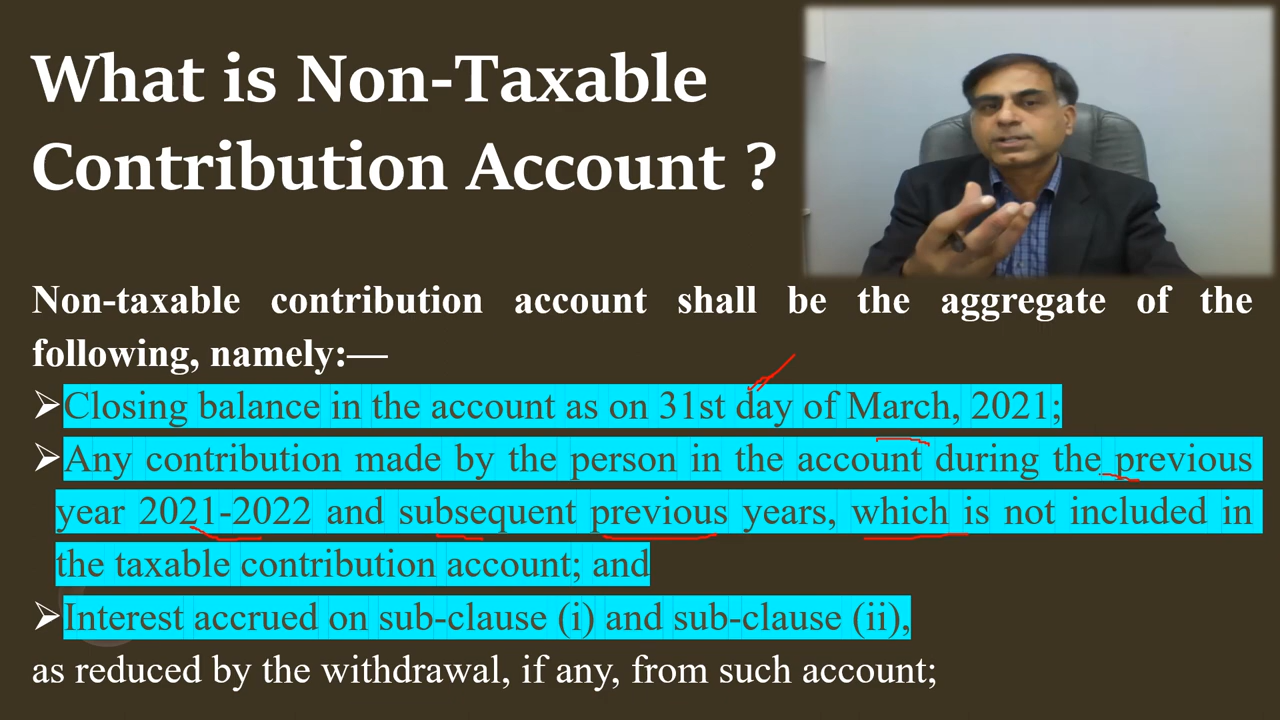 What is Non-Taxable
Contribution Account ?
Non-taxable contribution account shall be the aggregate of the
following, namely:—
➢Closing balance in the account as on 31st day of March, 2021;
➢Any contribution made by the person in the account during the previous
year 2021-2022 and subsequent previous years, which is not included in
the taxable contribution account; and
➢Interest accrued on sub-clause (i) and sub-clause (ii),
as reduced by the withdrawal, if any, from such account;